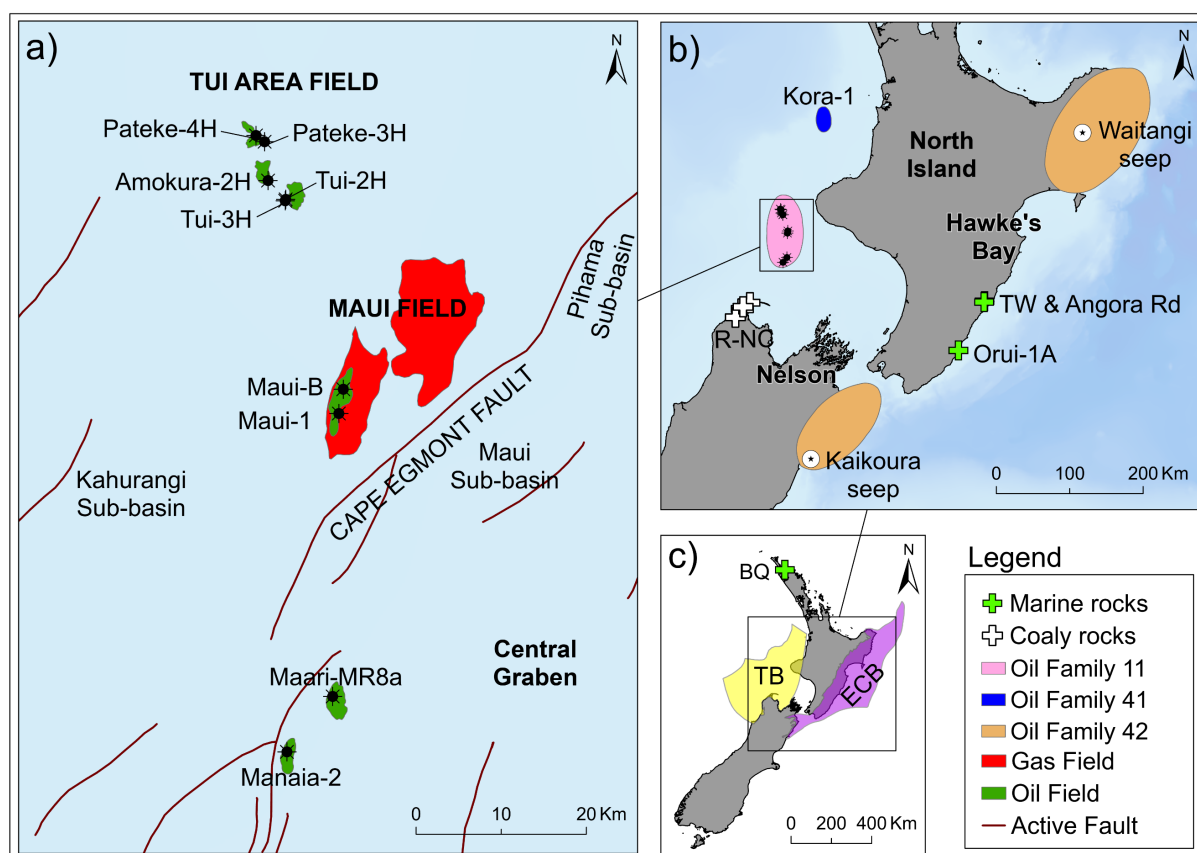 a)
N
TUI AREA FIELD
Pateke-4H
Pateke-3H
Amokura-2H
Tui-2H
Tui-3H
Pihama
Sub-basin
MAUI FIELD
Maui-B
Maui-1
CAPE EGMONT FAULT
Maui
Sub-basin
Kahurangi
Sub-basin
Central
Graben
Maari-MR8a
Manaia-2
0 10 20 Km
b)
N
Kora-1
North
Island
Waitangi
seep
Hawke's
Bay
TW & Angora Rd
R-NC
Orui-1A
Nelson
Kaikoura
seep
0 100 200 Km
c)
N
BQ
TB
ECB
0 200 400 Km
Legend
Marine rocks
Coaly rocks
Oil Family 11
Oil Family 41
Oil Family 42
Gas Field
Oil Field
Active Fault